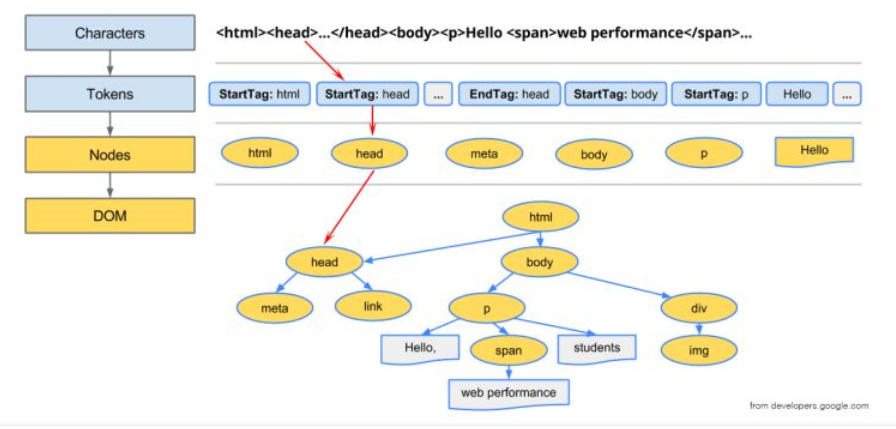 Characters
<html><head>...</head><body><p>Hello <span>web performance</span>...
Tokens
StartTag: html
StartTag: head
...
EndTag: head
StartTag: body
StartTag: p
Hello
...
Nodes
html
head
meta
body
p
Hello
DOM
html
head
body
meta
link
p
div
Hello,
span
students
img
web performance
from developers.google.com